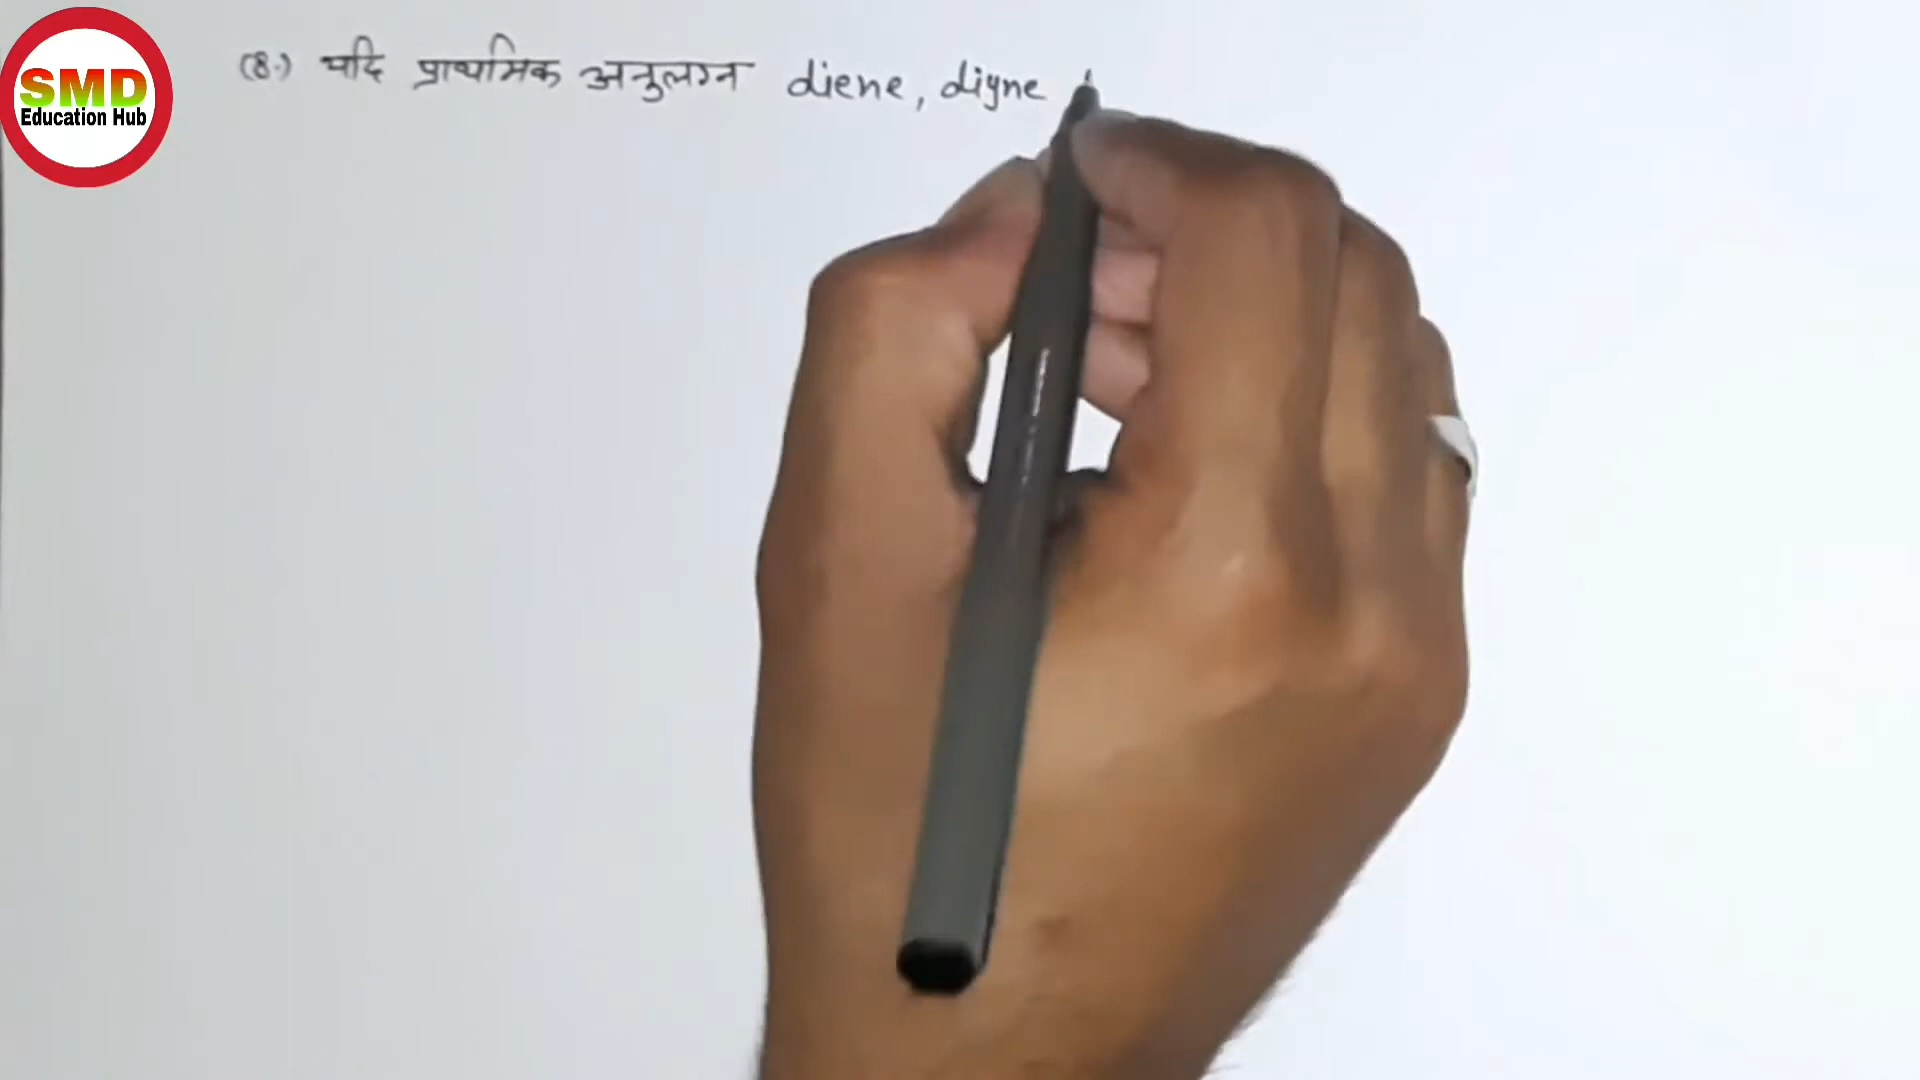 SMD
Education Hub
(8.) यदि प्राथमिक अनुलग्न diene, diyne